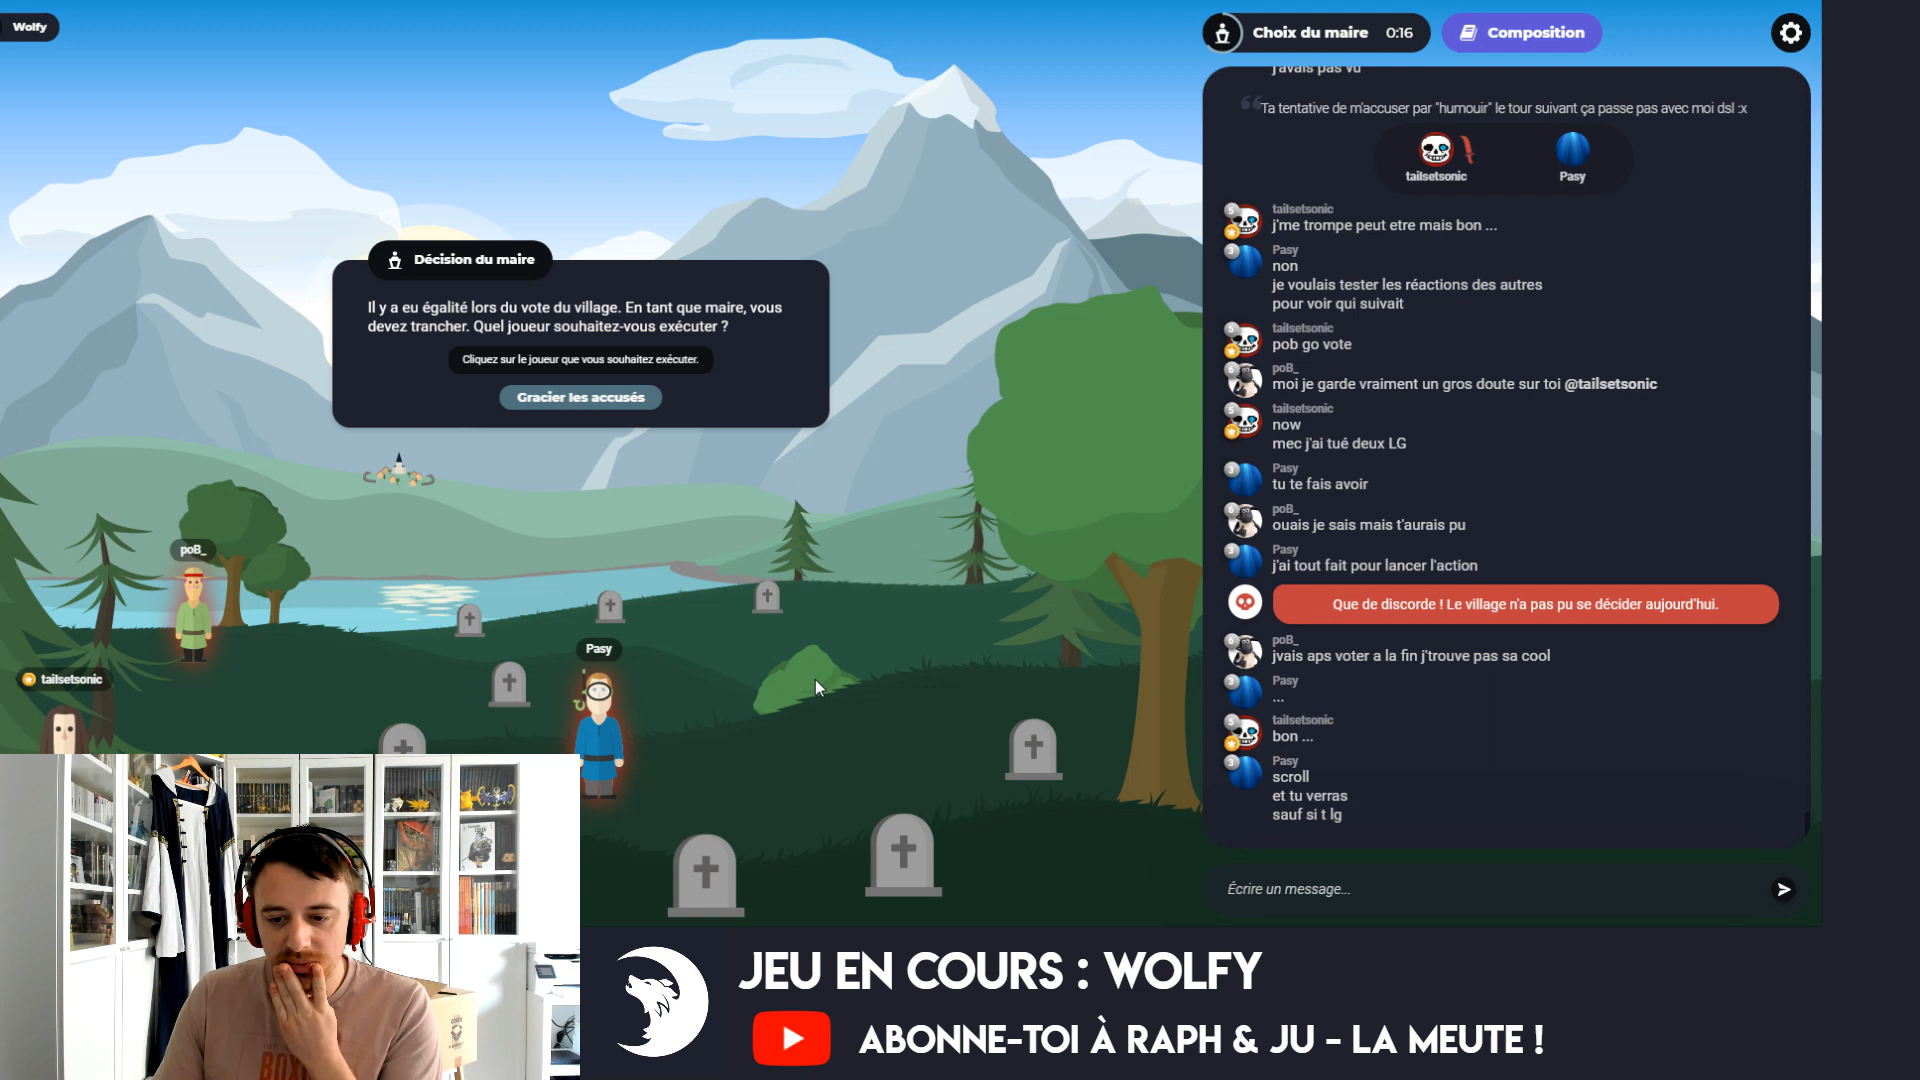 Wolfy
Choix du maire 0:16
Composition
j'avais pas vu
Ta tentative de m'accuser par "humouir" le tour suivant ça passe pas avec moi dsl :x
tailsetsonic
Pasy
tailsetsonic
j'me trompe peut etre mais bon ...
Pasy
non
je voulais tester les réactions des autres
pour voir qui suivait
tailsetsonic
pob go vote
poB_
moi je garde vraiment un gros doute sur toi @tailsetsonic
tailsetsonic
now
mec j'ai tué deux LG
Pasy
tu te fais avoir
poB_
ouais je sais mais t'aurais pu
Pasy
j'ai tout fait pour lancer l'action
Que de discorde ! Le village n'a pas pu se décider aujourd'hui.
poB_
jvais aps voter a la fin j'trouve pas sa cool
Pasy
...
tailsetsonic
bon ...
Pasy
scroll
et tu verras
sauf si t lg
Écrire un message...
Décision du maire
Il y a eu égalité lors du vote du village. En tant que maire, vous
devez trancher. Quel joueur souhaitez-vous exécuter ?
Cliquez sur le joueur que vous souhaitez exécuter.
Gracier les accusés
poB_
Pasy
tailsetsonic
JEU EN COURS : WOLFY
ABONNE-TOI À RAPH & JU - LA MEUTE !